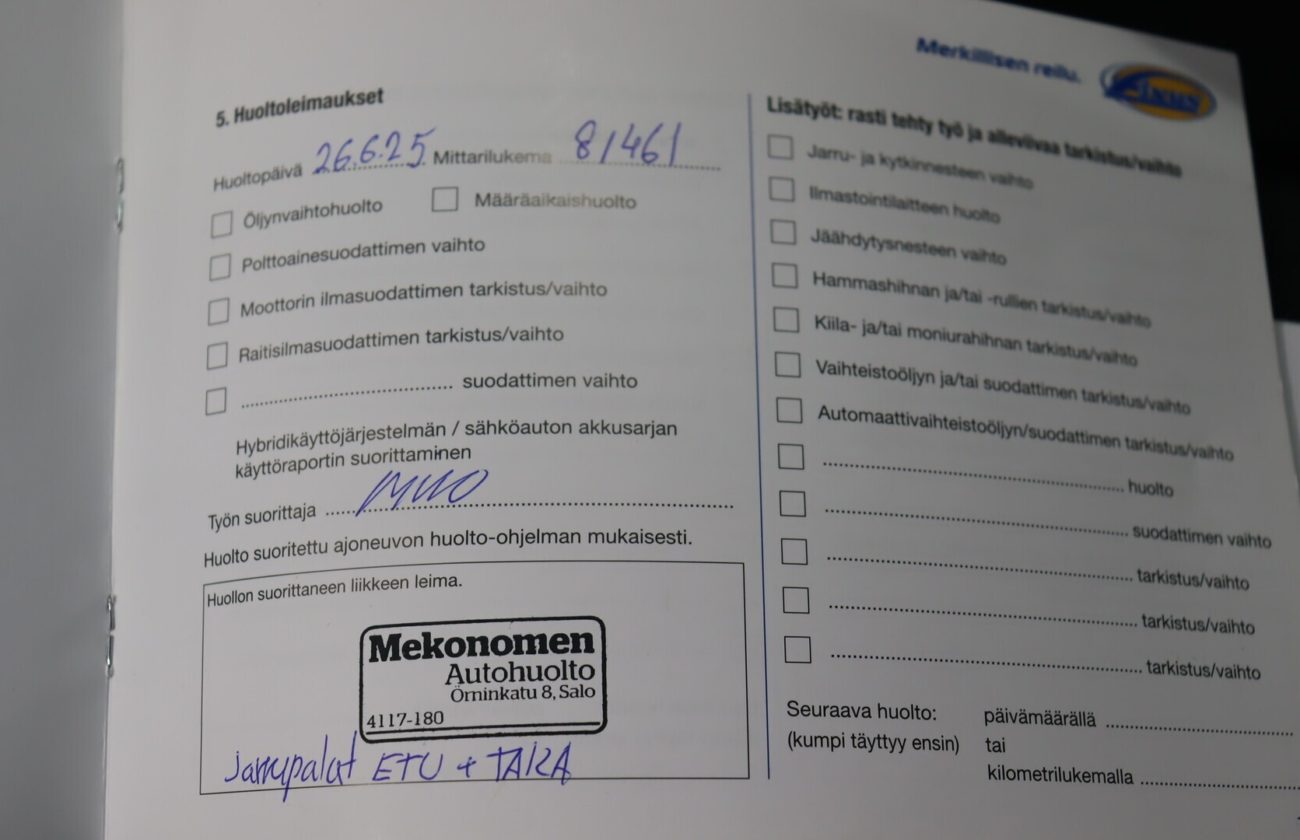 Merkillisen reilu.
Fixus
5. Huoltoleimaukset
Huoltopäivä 26.6.25 Mittarilukema 81461
Öljynvaihtohuolto Määräaikaishuolto
Polttoainesuodattimen vaihto
Moottorin ilmasuodattimen tarkistus/vaihto
Raitisilmasuodattimen tarkistus/vaihto
.................................. suodattimen vaihto
Hybridikäyttöjärjestelmän / sähköauton akkusarjan
käyttöraportin suorittaminen
Työn suorittaja
Huolto suoritettu ajoneuvon huolto-ohjelman mukaisesti.
Huollon suorittaneen liikkeen leima.
Mekonomen
Autohuolto
Örninkatu 8, Salo
4117-180
jarrupalat ETU + TAKA
Lisätyöt: rasti tehty työ ja alleviivaa tarkistus/vaihto
Jarru- ja kytkinnesteen vaihto
Ilmastointilaitteen huolto
Jäähdytysnesteen vaihto
Hammashihnan ja/tai -rullien tarkistus/vaihto
Kiila- ja/tai moniurahihnan tarkistus/vaihto
Vaihteistoöljyn ja/tai suodattimen tarkistus/vaihto
Automaattivaihteistoöljyn/suodattimen tarkistus/vaihto
.................................. huolto
.................................. suodattimen vaihto
.................................. tarkistus/vaihto
.................................. tarkistus/vaihto
.................................. tarkistus/vaihto
Seuraava huolto: päivämäärällä ..................................
(kumpi täyttyy ensin) tai
kilometrilukemalla ..................................